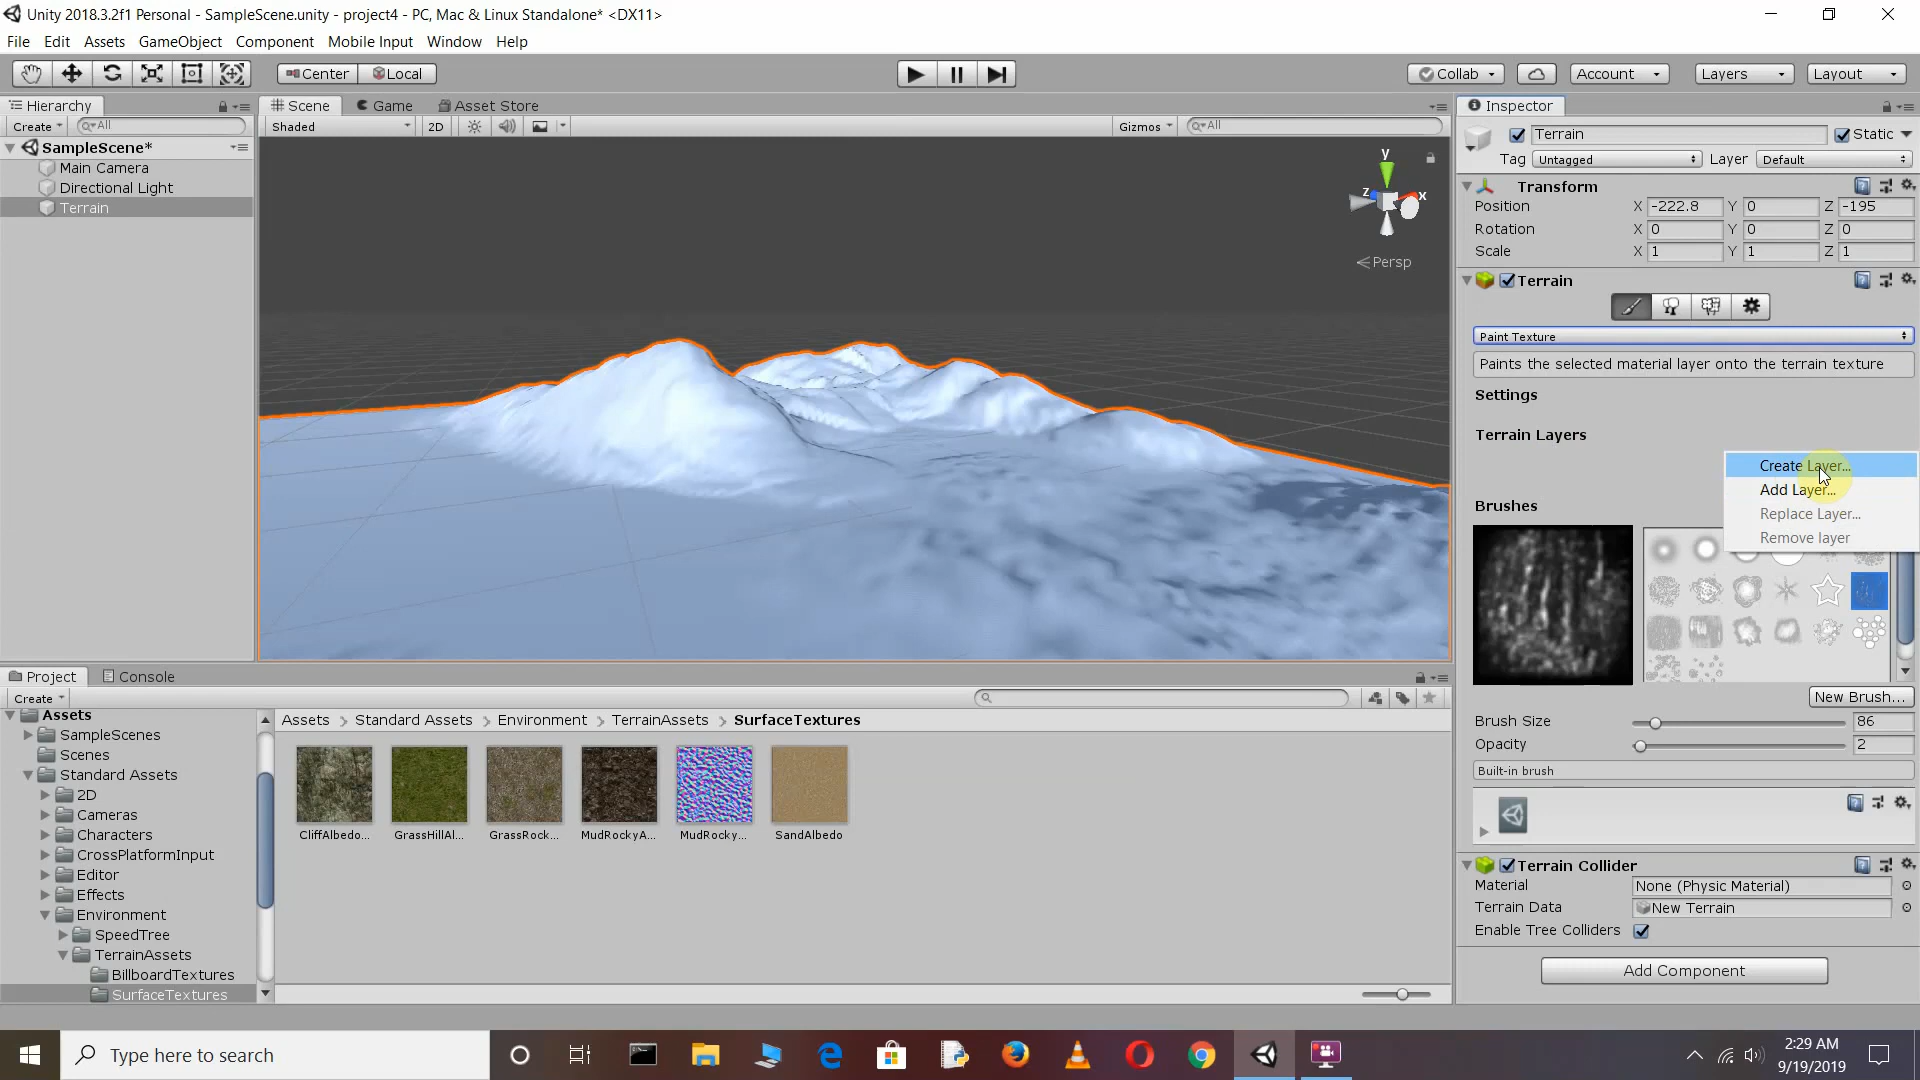 Unity 2018.3.2f1 Personal - SampleScene.unity - project4 - PC, Mac & Linux Standalone* <DX11>
File Edit Assets GameObject Component Mobile Input Window Help
Center Local Collab Account Layers Layout
Hierarchy
Create All
SampleScene*
Main Camera
Directional Light
Terrain
Scene Game Asset Store
Shaded 2D Gizmos All
y
z x
Persp
Inspector
Terrain Static
Tag Untagged Layer Default
Transform
Position X -222.8 Y 0 Z -195
Rotation X 0 Y 0 Z 0
Scale X 1 Y 1 Z 1
Terrain
Paint Texture
Paints the selected material layer onto the terrain texture
Settings
Terrain Layers
Create Layer...
Add Layer...
Replace Layer...
Remove layer
Brushes
New Brush...
Brush Size 86
Opacity 2
Built-in brush
Terrain Collider
Material None (Physic Material)
Terrain Data New Terrain
Enable Tree Colliders
Add Component
Project Console
Create
Assets
SampleScenes
Scenes
Standard Assets
2D
Cameras
Characters
CrossPlatformInput
Editor
Effects
Environment
SpeedTree
TerrainAssets
BillboardTextures
SurfaceTextures
Assets Standard Assets Environment TerrainAssets SurfaceTextures
CliffAlbedo... GrassHillAl... GrassRock... MudRockyA... MudRocky... SandAlbedo
Type here to search
2:29 AM
9/19/2019